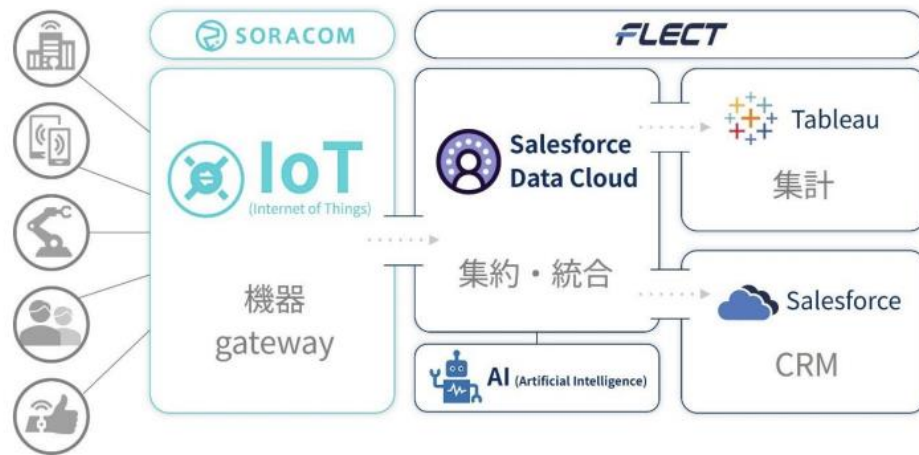 SORACOM
FLECT
IoT
(Internet of Things)
機器
gateway
Salesforce
Data Cloud
集約・統合
AI (Artificial Intelligence)
Tableau
集計
Salesforce
CRM